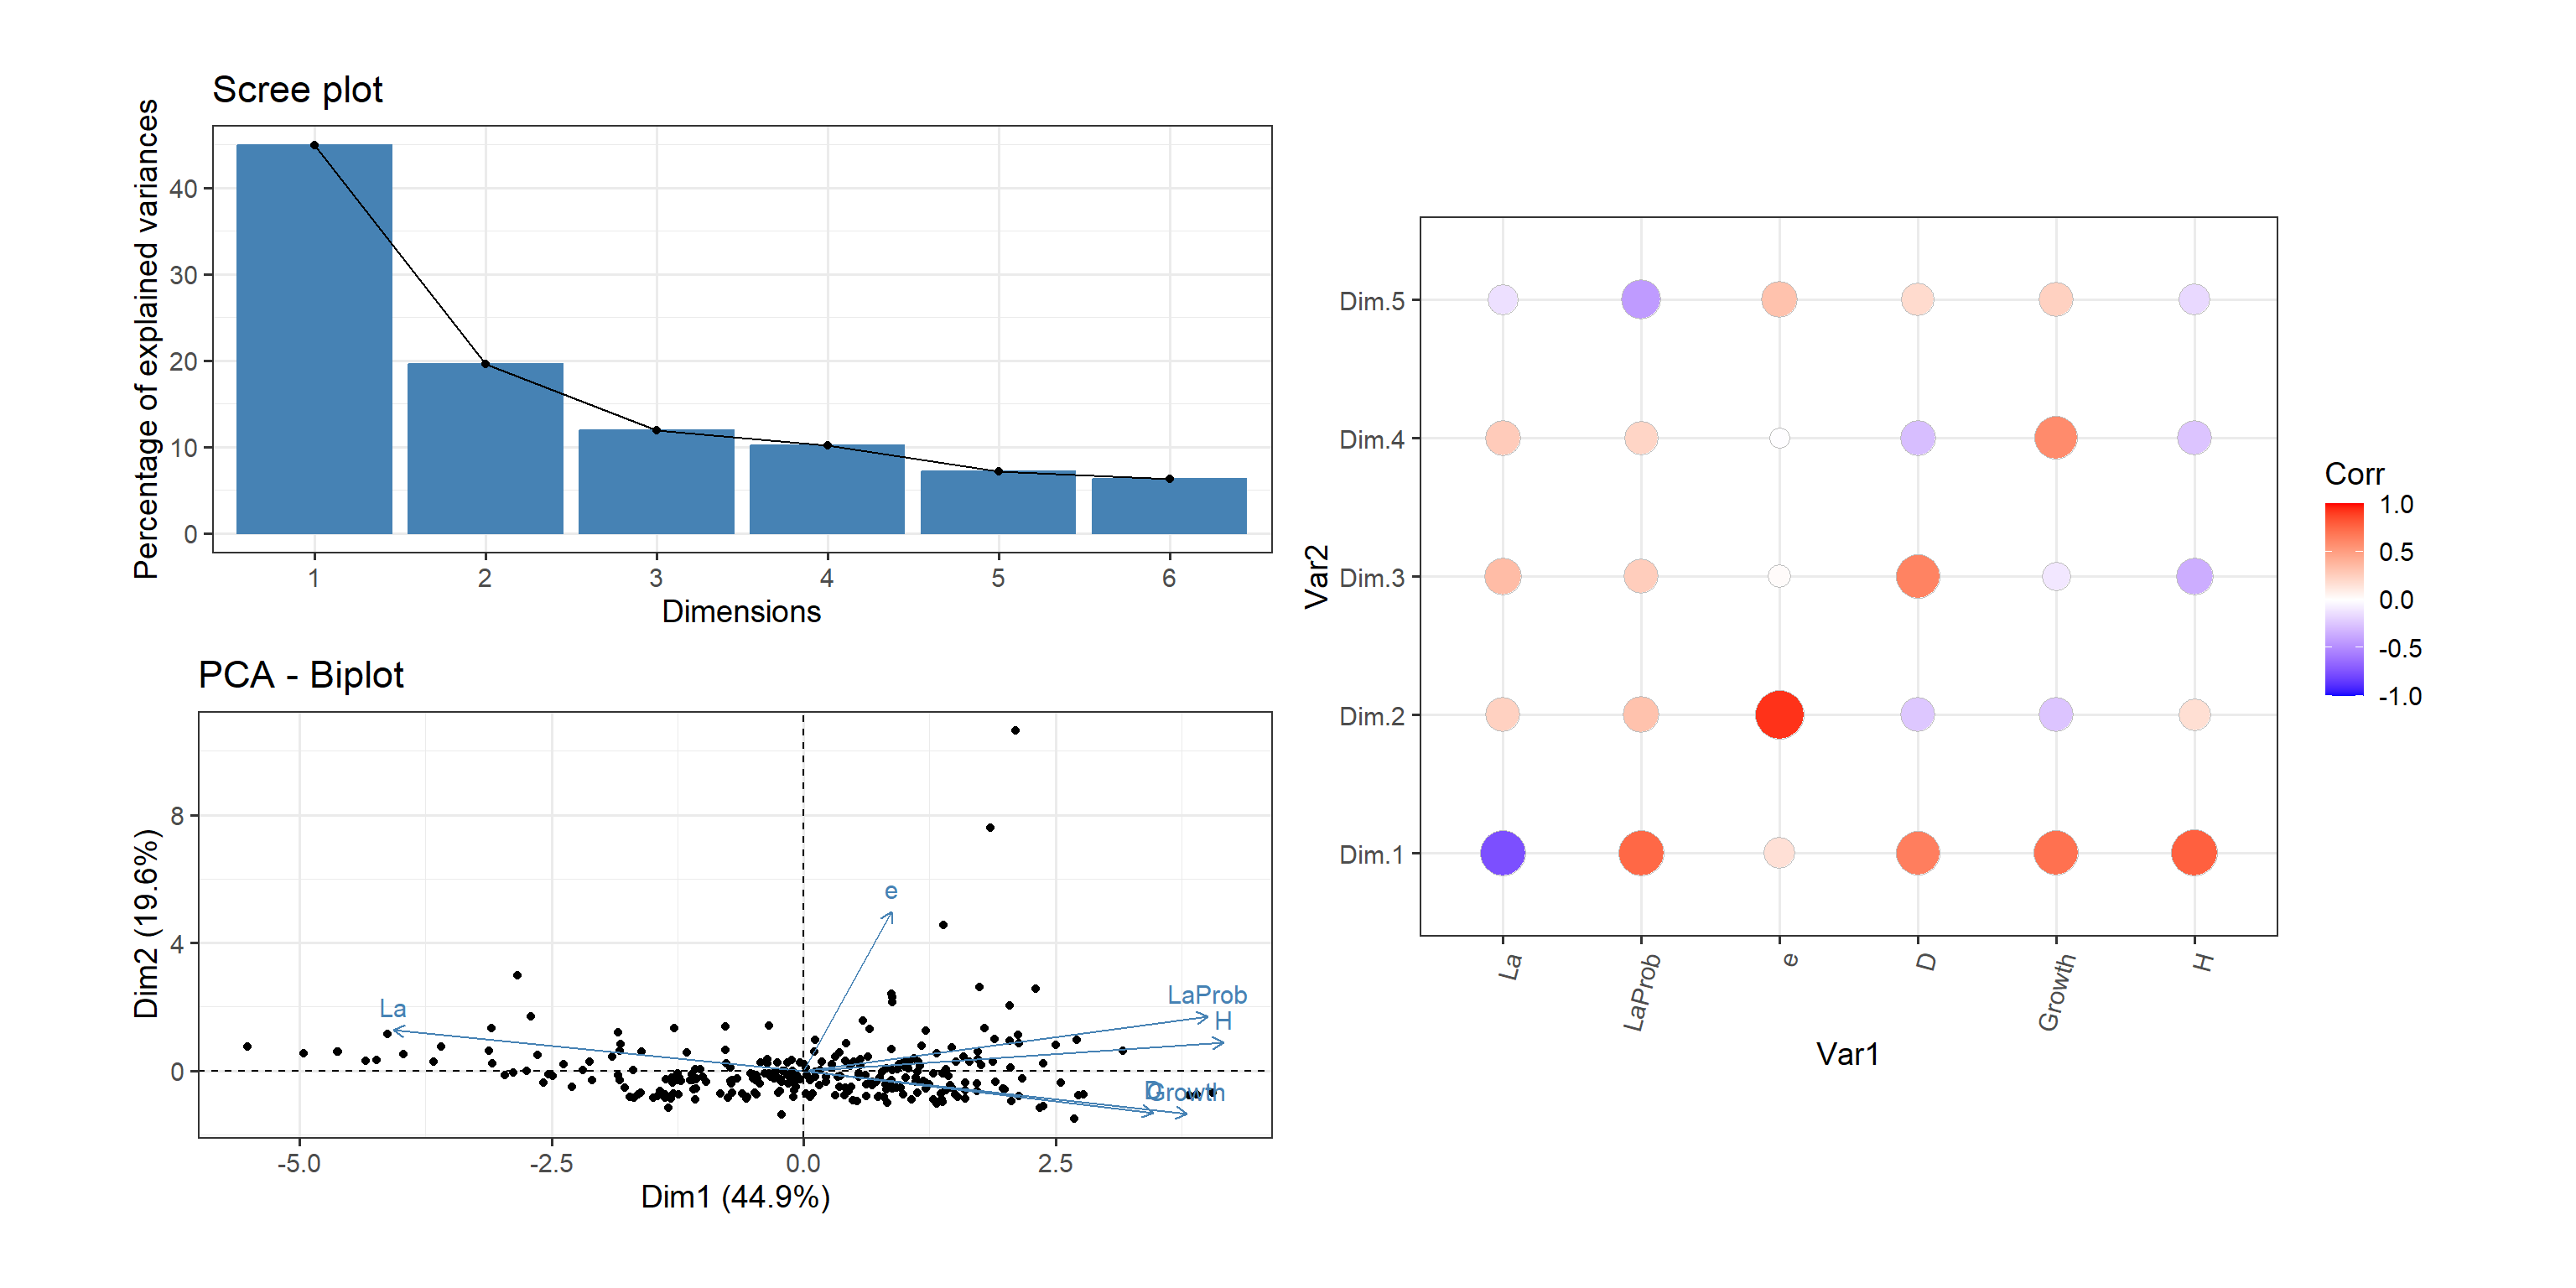 Scree plot
Percentage of explained variances
40
30
20
10
0
1 2 3 4 5 6
Dimensions
PCA - Biplot
Dim2 (19.6%)
8
4
0
e
La
LaProb
H
D
Growth
-5.0 -2.5 0.0 2.5
Dim1 (44.9%)
Var2
Dim.5
Dim.4
Dim.3
Dim.2
Dim.1
La LaProb e D Growth H
Var1
Corr
1.0
0.5
0.0
-0.5
-1.0